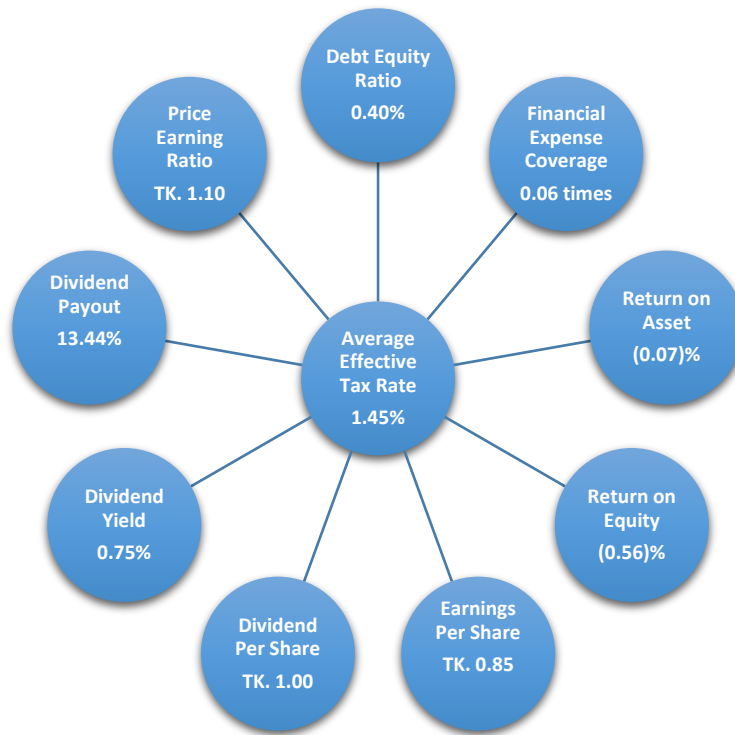 Debt Equity
Ratio
0.40%
Financial
Expense
Coverage
0.06 times
Return on
Asset
(0.07)%
Return on
Equity
(0.56)%
Earnings
Per Share
TK. 0.85
Dividend
Per Share
TK. 1.00
Dividend
Yield
0.75%
Dividend
Payout
13.44%
Price
Earning
Ratio
TK. 1.10
Average
Effective
Tax Rate
1.45%